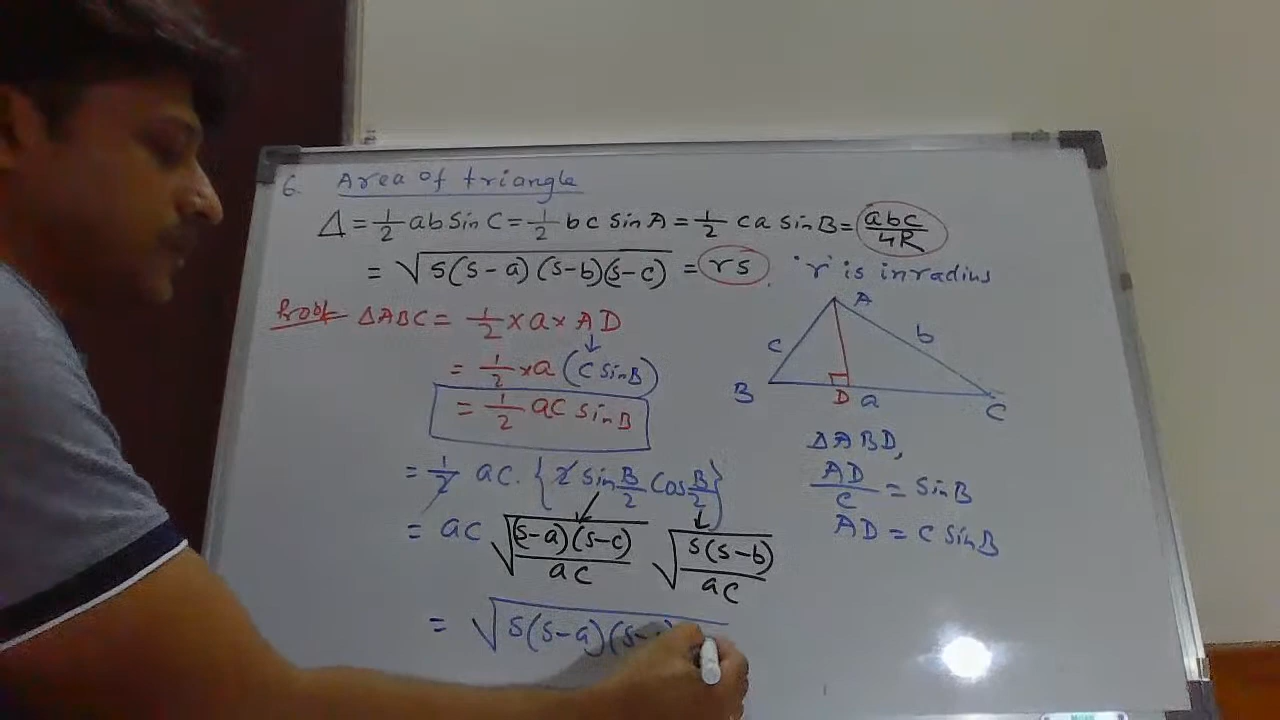 6. Area of triangle
Δ = 1/2 ab Sin C = 1/2 bc sin A = 1/2 ca sin B = abc/4R
= √(s(s-a)(s-b)(s-c)) = rs. 'r' is inradius
Proof ΔABC = 1/2 × a × AD
= 1/2 × a (c sin B)
= 1/2 ac sin B
= 1/2 ac. {2 sin B/2 Cos B/2}
= ac √((s-a)(s-c)/ac) √(s(s-b)/ac)
= √(s(s-a)(s-
A
c
b
B
D
a
C
ΔABD,
AD/c = sin B
AD = c sin B